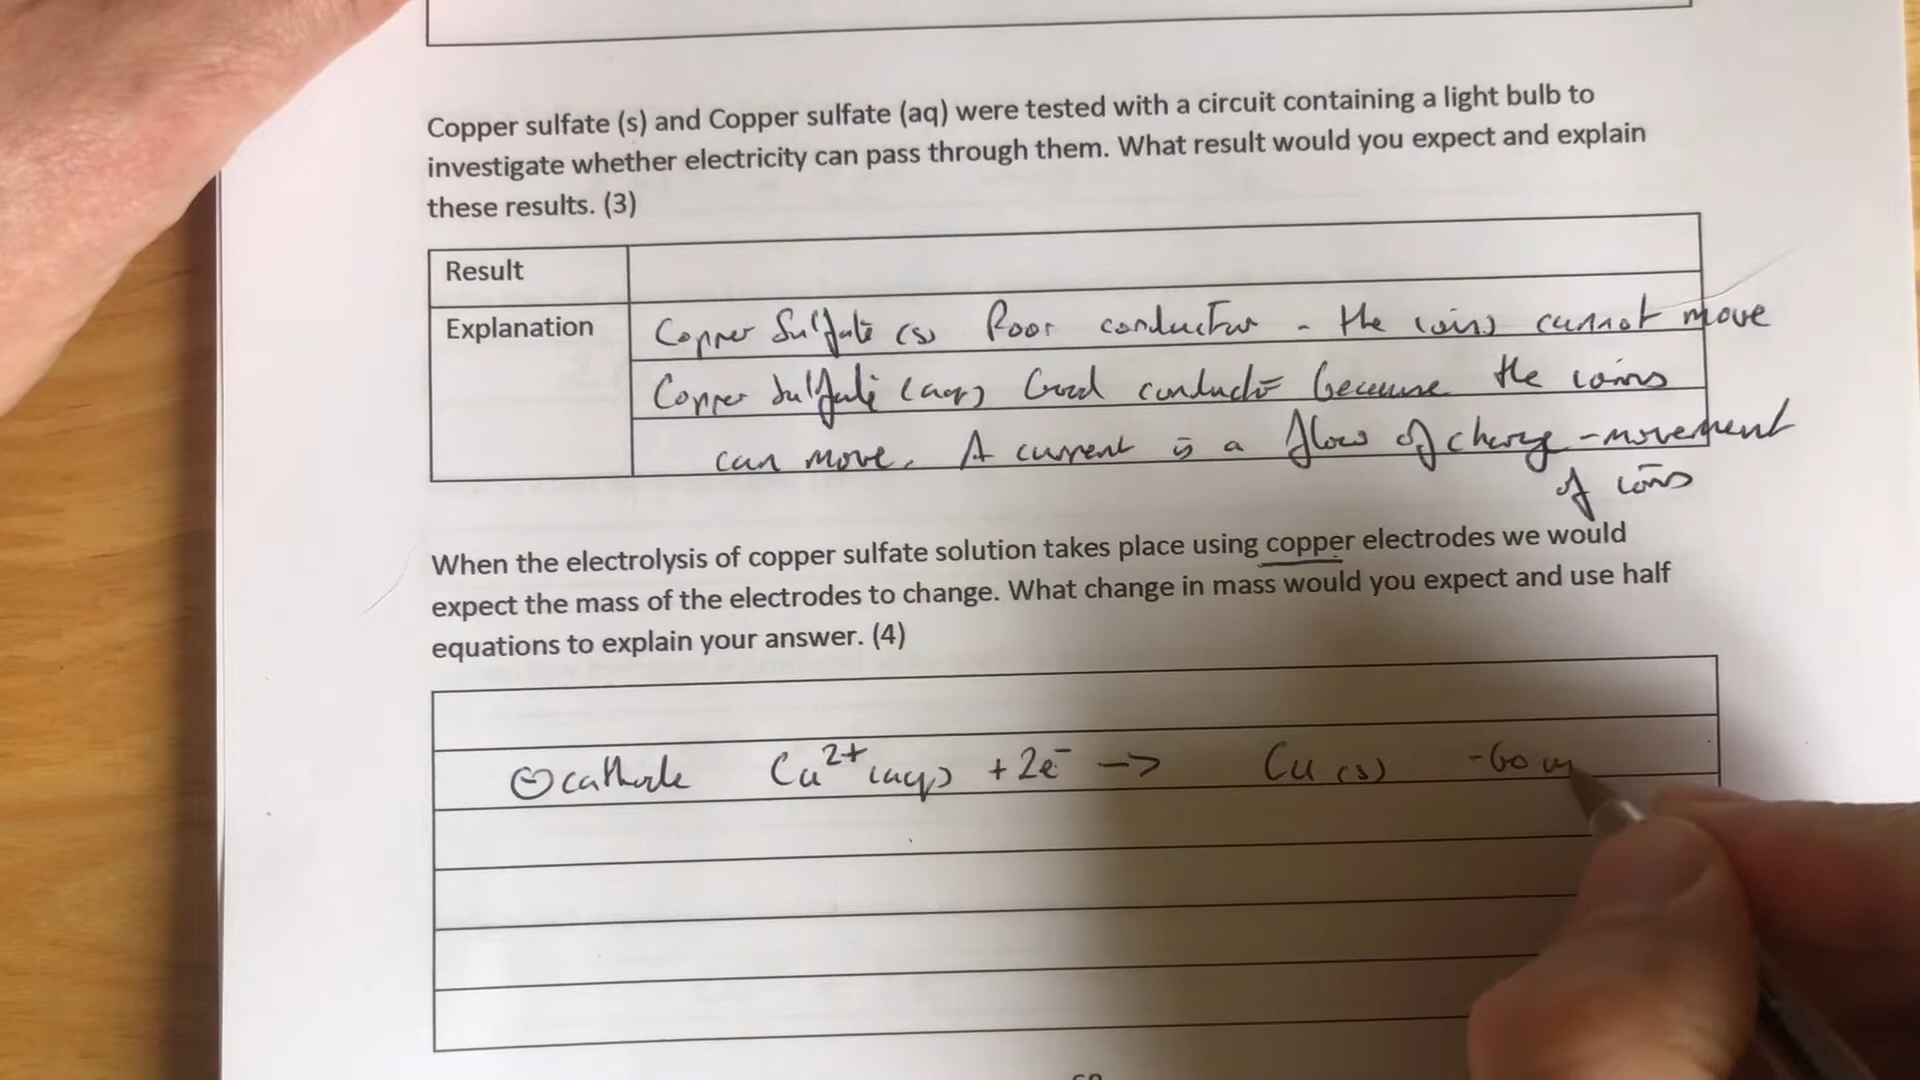 Copper sulfate (s) and Copper sulfate (aq) were tested with a circuit containing a light bulb to
investigate whether electricity can pass through them. What result would you expect and explain
these results. (3)
Result
Explanation
Copper Sulfate (s) Poor conductor - the ions cannot move
Copper Sulfate (aq) Good conductor because the ions
can move. A current is a flow of charge - movement
of ions
When the electrolysis of copper sulfate solution takes place using copper electrodes we would
expect the mass of the electrodes to change. What change in mass would you expect and use half
equations to explain your answer. (4)
⊖ cathode Cu²⁺(aq) + 2e⁻ -> Cu (s) - Go